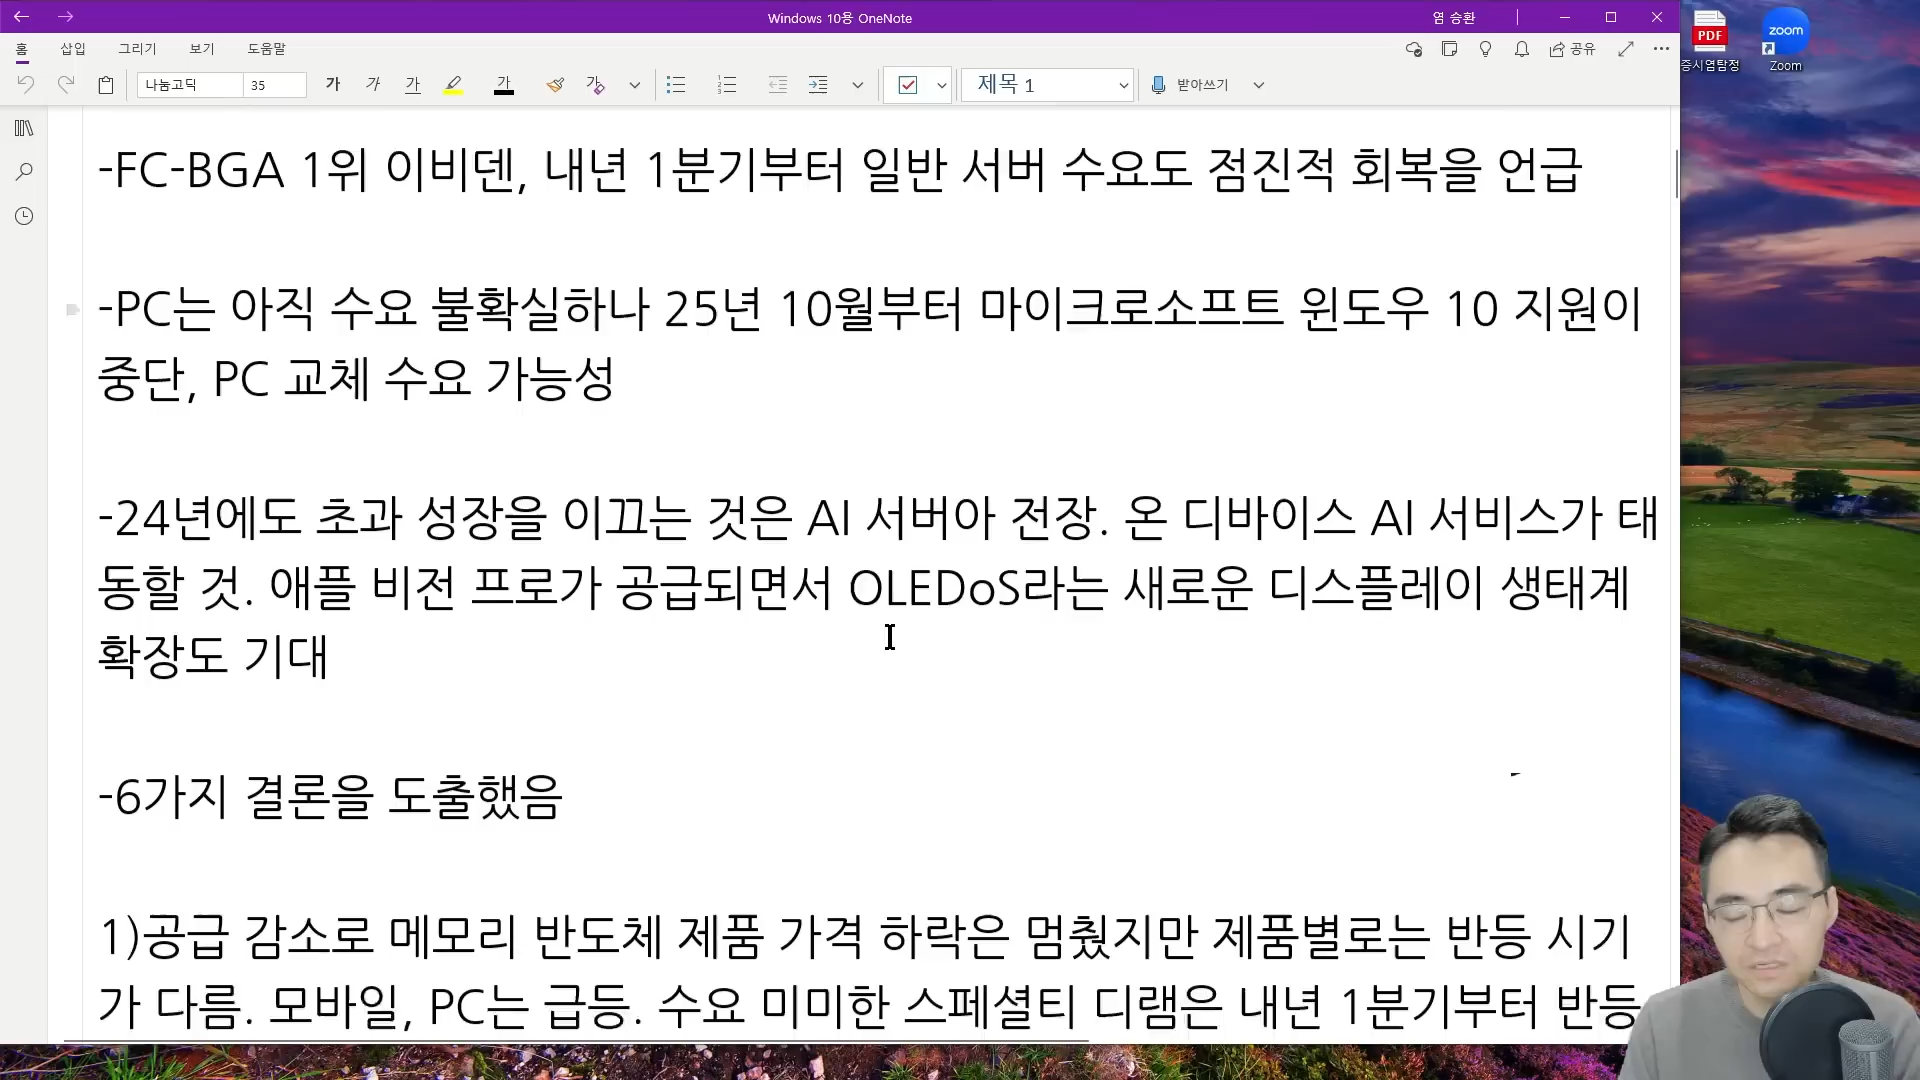 Windows 10용 OneNote
염 승환
홈 삽입 그리기 보기 도움말
공유
나눔고딕 35 가 가 가 가 가 제목 1 받아쓰기
PDF
증시염탐정
zoom
Zoom
-FC-BGA 1위 이비덴, 내년 1분기부터 일반 서버 수요도 점진적 회복을 언급
-PC는 아직 수요 불확실하나 25년 10월부터 마이크로소프트 윈도우 10 지원이
중단, PC 교체 수요 가능성
-24년에도 초과 성장을 이끄는 것은 AI 서버아 전장. 온 디바이스 AI 서비스가 태
동할 것. 애플 비전 프로가 공급되면서 OLEDoS라는 새로운 디스플레이 생태계
확장도 기대
-6가지 결론을 도출했음
1)공급 감소로 메모리 반도체 제품 가격 하락은 멈췄지만 제품별로는 반등 시기
가 다름. 모바일, PC는 급등. 수요 미미한 스페셜티 디램은 내년 1분기부터 반등